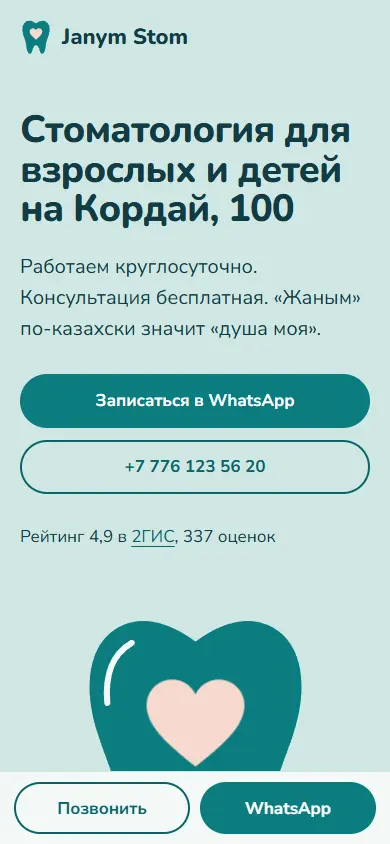 Janym Stom
Стоматология для
взрослых и детей
на Кордай, 100
Работаем круглосуточно.
Консультация бесплатная. «Жаным»
по-казахски значит «душа моя».
Записаться в WhatsApp
+7 776 123 56 20
Рейтинг 4,9 в 2ГИС, 337 оценок
Позвонить
WhatsApp